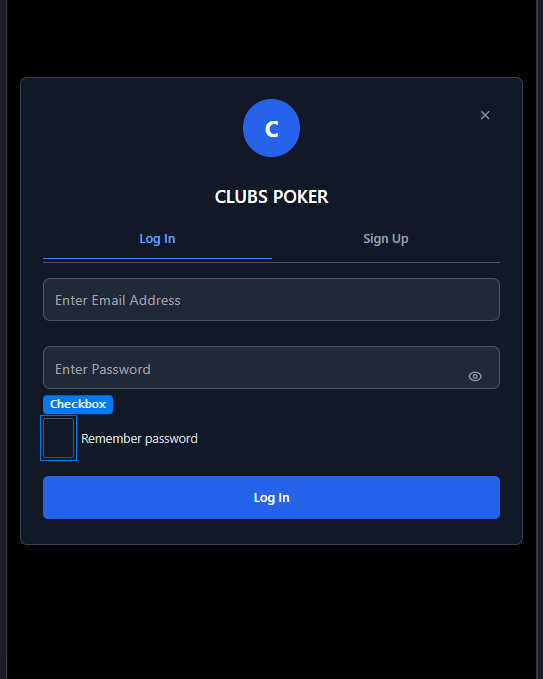 C
CLUBS POKER
Log In
Sign Up
Enter Email Address
Enter Password
Checkbox
Remember password
Log In